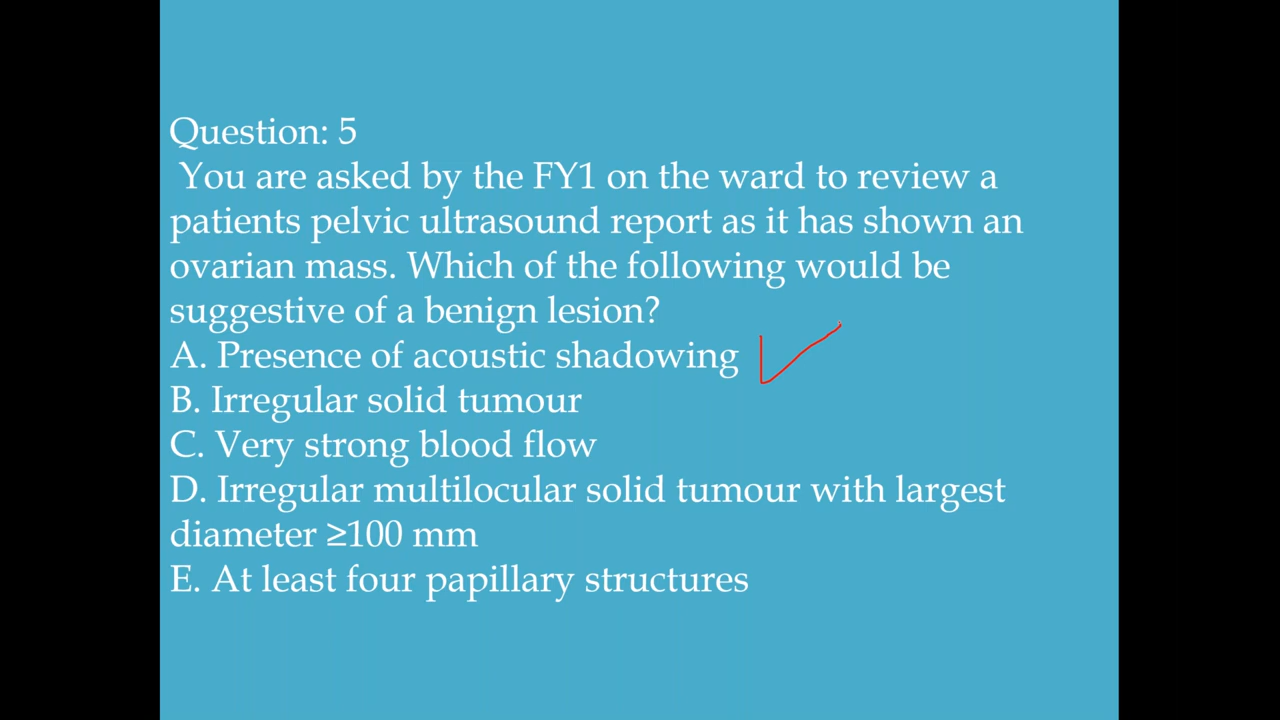 Question: 5
You are asked by the FY1 on the ward to review a
patients pelvic ultrasound report as it has shown an
ovarian mass. Which of the following would be
suggestive of a benign lesion?
A. Presence of acoustic shadowing
B. Irregular solid tumour
C. Very strong blood flow
D. Irregular multilocular solid tumour with largest
diameter ≥100 mm
E. At least four papillary structures